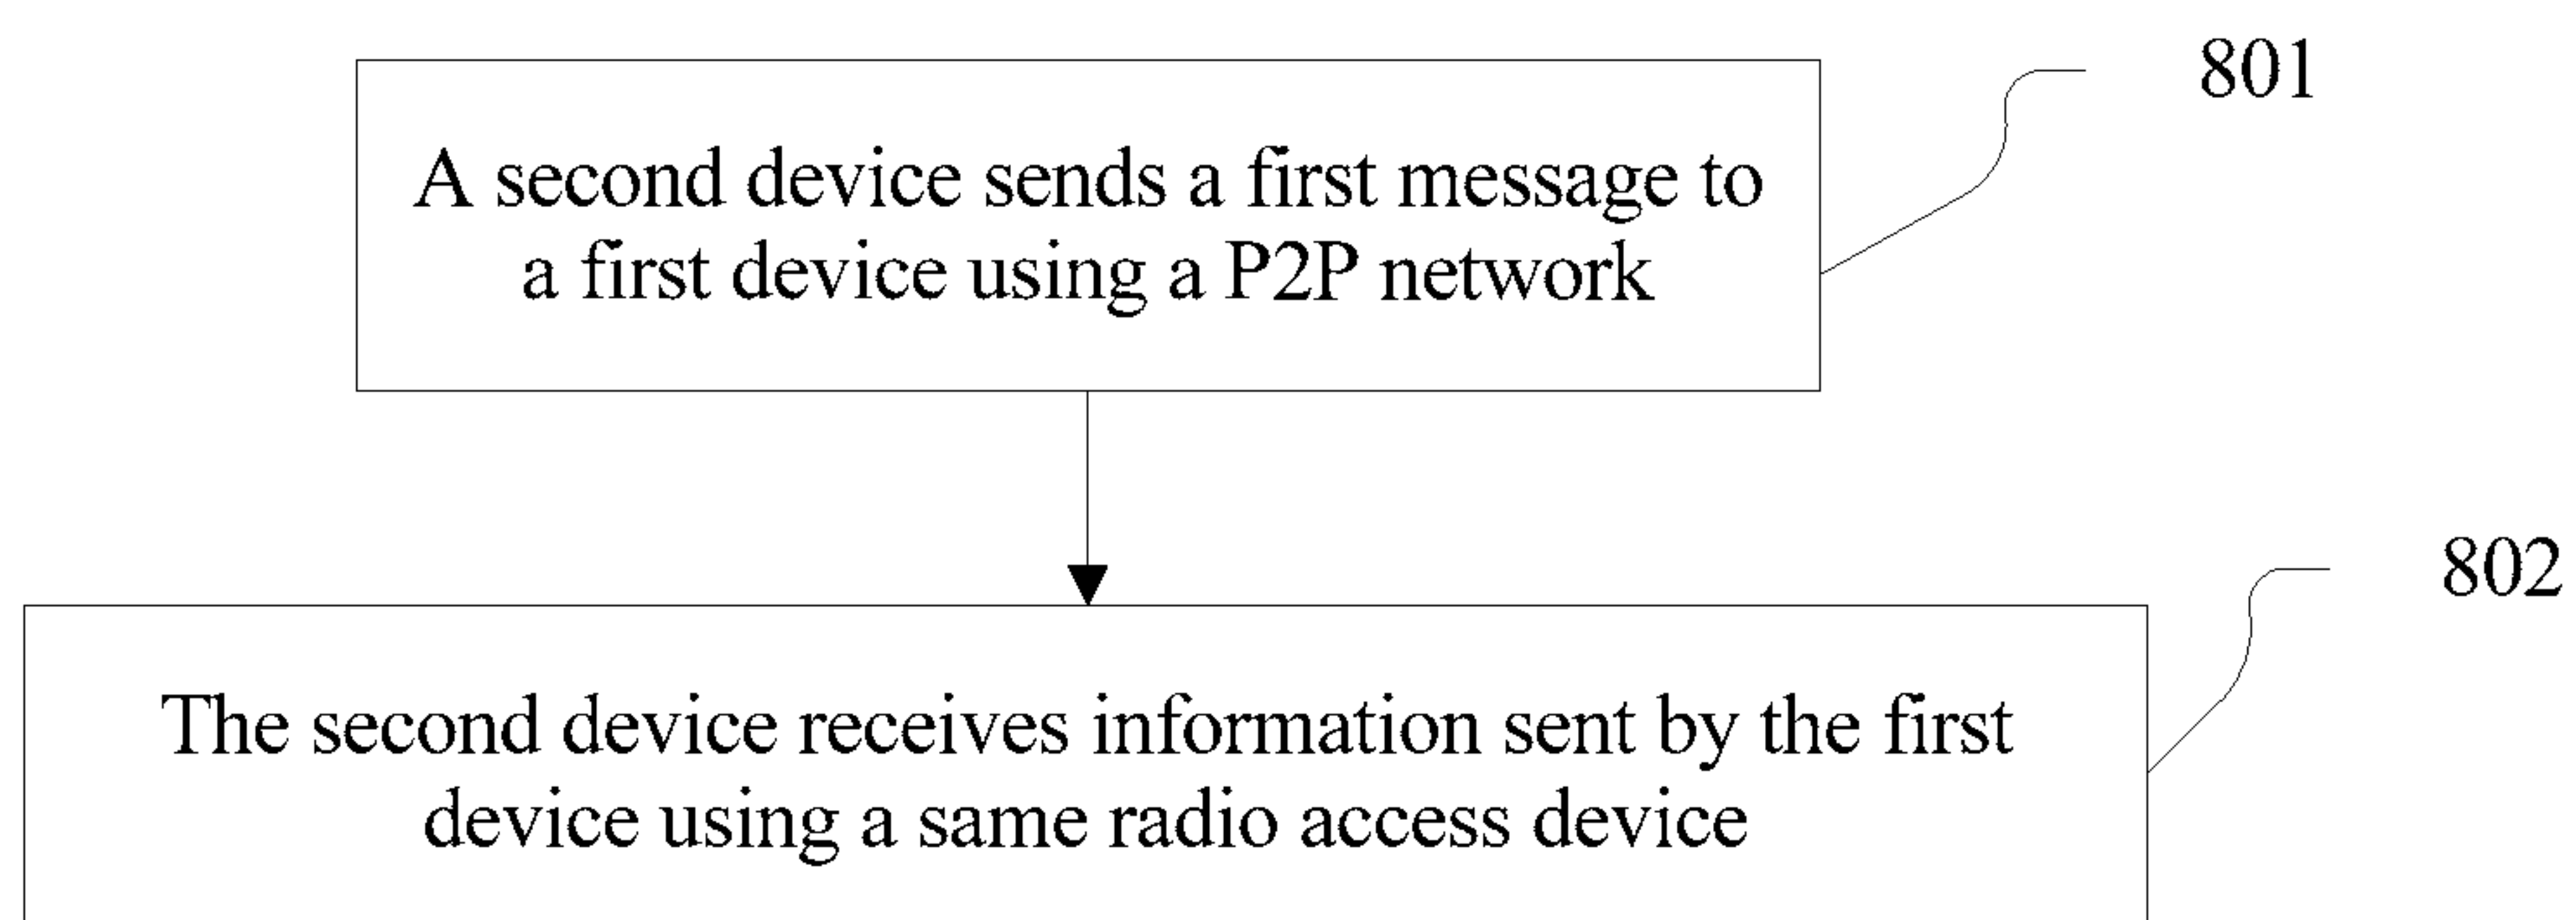 801
A second device sends a first message to
a first device using a P2P network
802
The second device receives information sent by the first
device using a same radio access device